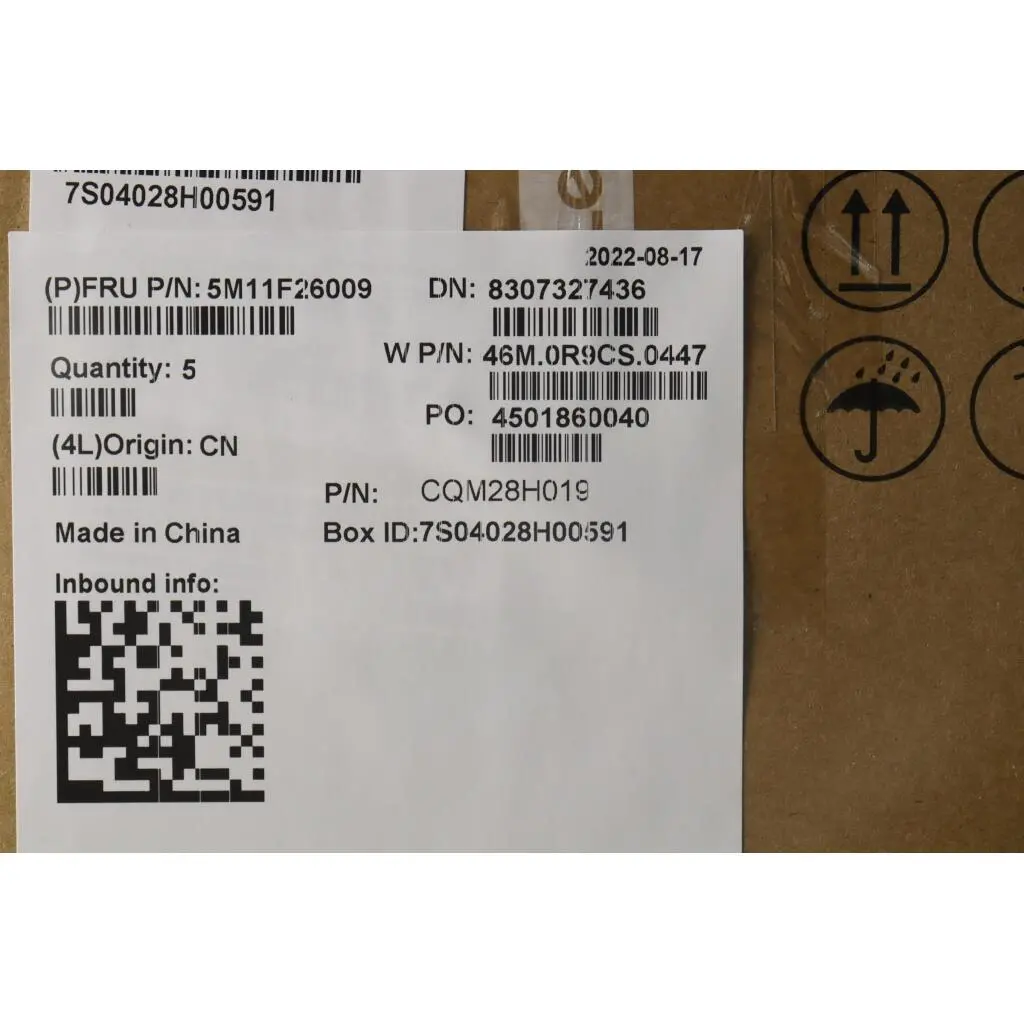 7S04028H00591
2022-08-17
(P)FRU P/N: 5M11F26009
DN: 8307327436
W P/N: 46M.0R9CS.0447
Quantity: 5
PO: 4501860040
(4L)Origin: CN
P/N: CQM28H019
Made in China
Box ID:7S04028H00591
Inbound info: